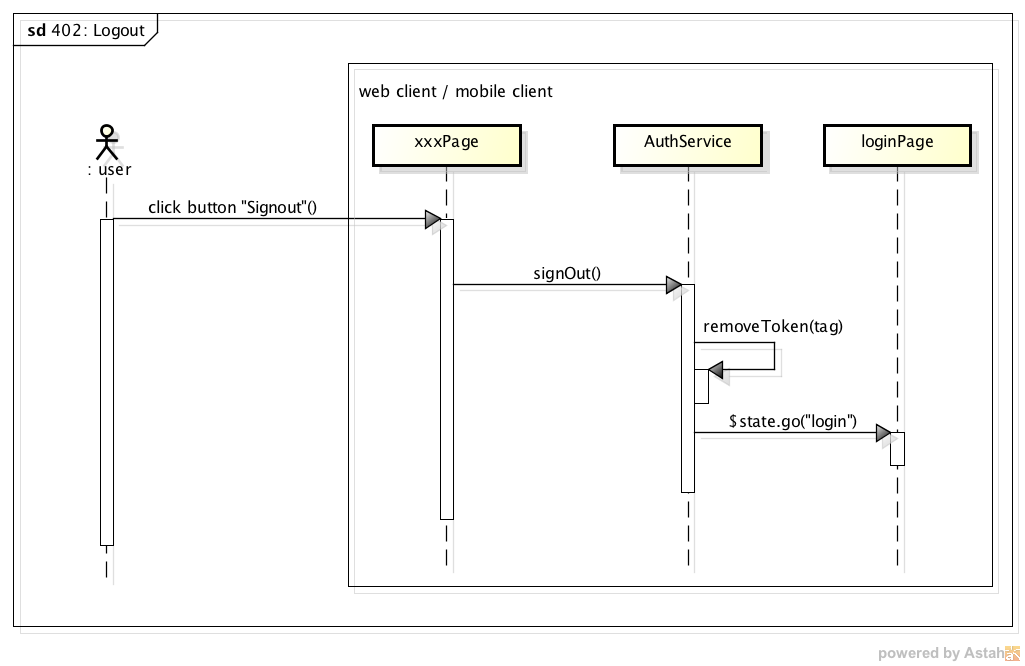 sd 402: Logout
web client / mobile client
: user
xxxPage
AuthService
loginPage
click button "Signout"()
signOut()
removeToken(tag)
$state.go("login")
powered by Astah